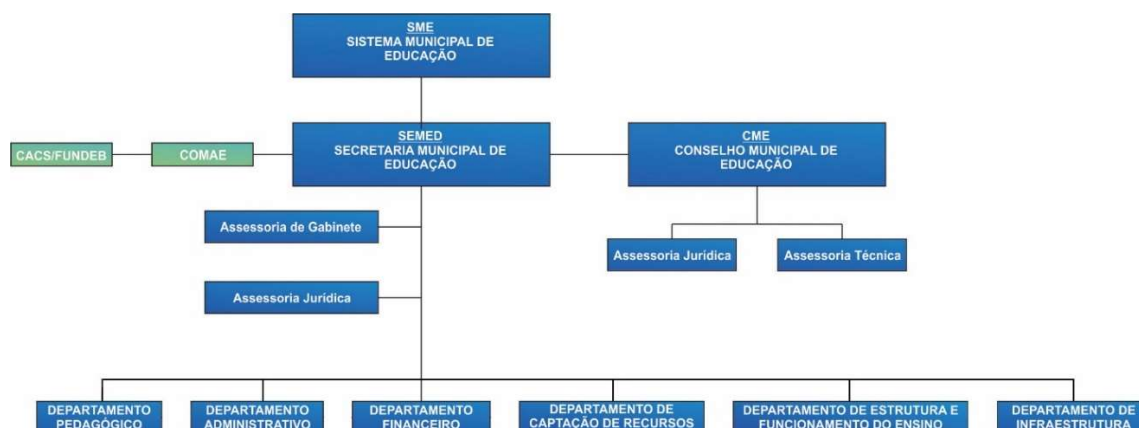 SME
SISTEMA MUNICIPAL DE
EDUCAÇÃO
CACS/FUNDEB
COMAE
SEMED
SECRETARIA MUNICIPAL DE
EDUCAÇÃO
CME
CONSELHO MUNICIPAL DE
EDUCAÇÃO
Assessoria de Gabinete
Assessoria Jurídica
Assessoria Técnica
Assessoria Jurídica
DEPARTAMENTO
PEDAGÓGICO
DEPARTAMENTO
ADMINISTRATIVO
DEPARTAMENTO
FINANCEIRO
DEPARTAMENTO DE
CAPTAÇÃO DE RECURSOS
DEPARTAMENTO DE ESTRUTURA E
FUNCIONAMENTO DO ENSINO
DEPARTAMENTO DE
INFRAESTRUTURA